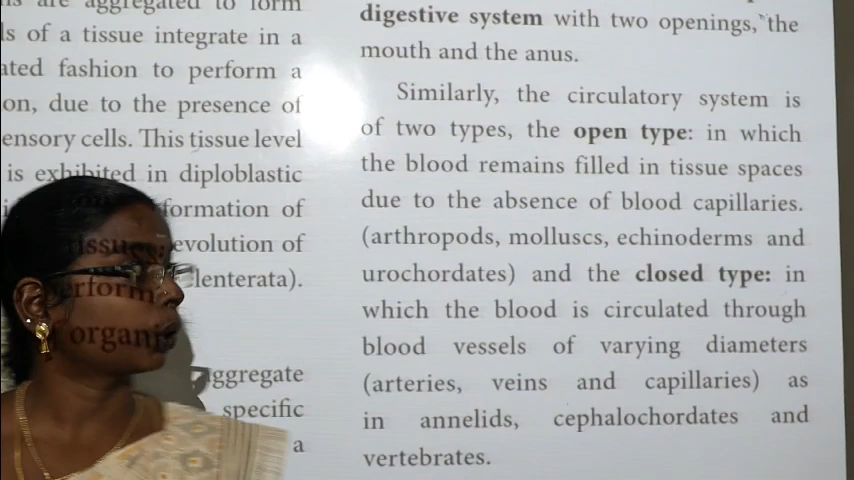 are aggregated to form
ls of a tissue integrate in a
ated fashion to perform a
on, due to the presence of
ensory cells. This tissue level
is exhibited in diploblastic
formation of
tissues: evolution of
perform lenterata).
organ
ggregate
specific
a
digestive system with two openings, the
mouth and the anus.
Similarly, the circulatory system is
of two types, the open type: in which
the blood remains filled in tissue spaces
due to the absence of blood capillaries.
(arthropods, molluscs, echinoderms and
urochordates) and the closed type: in
which the blood is circulated through
blood vessels of varying diameters
(arteries, veins and capillaries) as
in annelids, cephalochordates and
vertebrates.